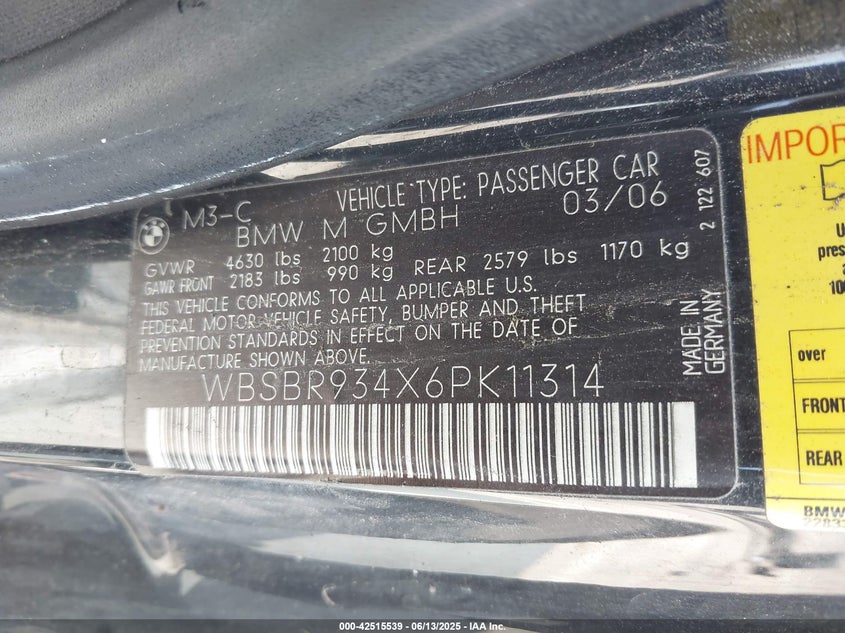 M3-C VEHICLE TYPE: PASSENGER CAR
BMW M GMBH 03/06
GVWR 4630 lbs 2100 kg
GAWR FRONT 2183 lbs 990 kg REAR 2579 lbs 1170 kg
THIS VEHICLE CONFORMS TO ALL APPLICABLE U.S.
FEDERAL MOTOR VEHICLE SAFETY, BUMPER AND THEFT
PREVENTION STANDARDS IN EFFECT ON THE DATE OF
MANUFACTURE SHOWN ABOVE.
WBSBR934X6PK11314
2 122 607
MADE IN
GERMANY
IMPOR
U
pres
a
100
over
FRONT
REAR
BMW
000-42515539 - 06/13/2025 - IAA Inc.